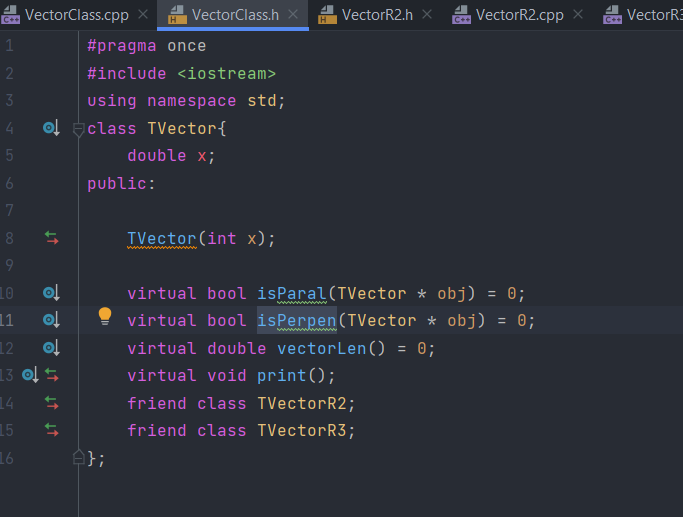 VectorClass.cpp × VectorClass.h × VectorR2.h × VectorR2.cpp × VectorR3
1 #pragma once
2 #include <iostream>
3 using namespace std;
4 class TVector{
5 double x;
6 public:
7
8 TVector(int x);
9
10 virtual bool isParal(TVector * obj) = 0;
11 virtual bool isPerpen(TVector * obj) = 0;
12 virtual double vectorLen() = 0;
13 virtual void print();
14 friend class TVectorR2;
15 friend class TVectorR3;
16 };